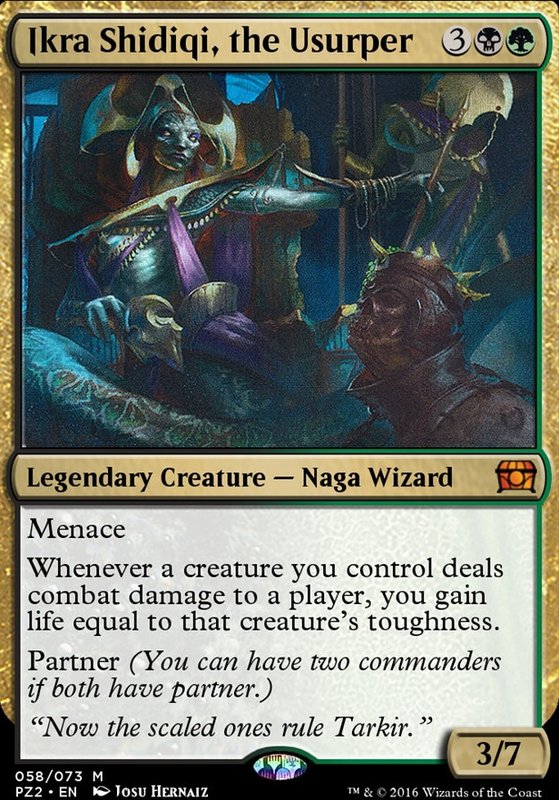 Ikra Shidiqi, the Usurper 3
Legendary Creature — Naga Wizard
Menace
Whenever a creature you control deals
combat damage to a player, you gain
life equal to that creature's toughness.
Partner (You can have two commanders
if both have partner.)
“Now the scaled ones rule Tarkir.”
3/7
058/073 M
PZ2 • EN Josu Hernaiz
™ & © 2016 Wizards of the Coast